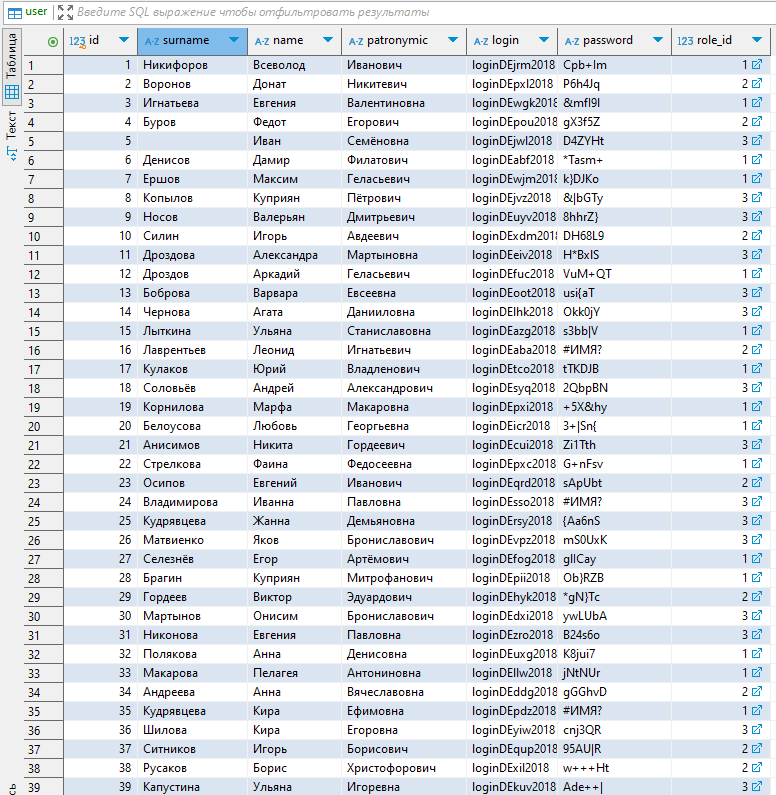 user Введите SQL выражение чтобы отфильтровать результаты
Таблица
Текст
123 id A-Z surname A-Z name A-Z patronymic A-Z login A-Z password 123 role_id
1 1 Никифоров Всеволод Иванович loginDEjrm2018 Cpb+Im 1
2 2 Воронов Донат Никитевич loginDEpxl2018 P6h4Jq 2
3 3 Игнатьева Евгения Валентиновна loginDEwgk2018 &mfI9l 1
4 4 Буров Федот Егорович loginDEpou2018 gX3f5Z 2
5 5 Иван Семёновна loginDEjwl2018 D4ZYHt 3
6 6 Денисов Дамир Филатович loginDEabf2018 *Tasm+ 1
7 7 Ершов Максим Геласьевич loginDEwjm2018 k}DJKo 1
8 8 Копылов Куприян Пётрович loginDEjvz2018 &|bGTy 3
9 9 Носов Валерьян Дмитрьевич loginDEuyv2018 8hhrZ} 3
10 10 Силин Игорь Авдеевич loginDExdm2018 DH68L9 2
11 11 Дроздова Александра Мартыновна loginDEeiv2018 H*BxIS 3
12 12 Дроздов Аркадий Геласьевич loginDEfuc2018 VuM+QT 1
13 13 Боброва Варвара Евсеевна loginDEoot2018 usi{aT 3
14 14 Чернова Агата Данииловна loginDElhk2018 Okk0jY 3
15 15 Лыткина Ульяна Станиславовна loginDEazg2018 s3bb|V 1
16 16 Лаврентьев Леонид Игнатьевич loginDEaba2018 #ИМЯ? 2
17 17 Кулаков Юрий Владленович loginDEtco2018 tTKDJB 1
18 18 Соловьёв Андрей Александрович loginDEsyq2018 2QbpBN 3
19 19 Корнилова Марфа Макаровна loginDEpxi2018 +5X&hy 1
20 20 Белоусова Любовь Георгьевна loginDEicr2018 3+|Sn{ 1
21 21 Анисимов Никита Гордеевич loginDEcui2018 Zi1Tth 3
22 22 Стрелкова Фаина Федосеевна loginDEpxc2018 G+nFsv 1
23 23 Осипов Евгений Иванович loginDEqrd2018 sApUbt 2
24 24 Владимирова Иванна Павловна loginDEsso2018 #ИМЯ? 3
25 25 Кудрявцева Жанна Демьяновна loginDErsy2018 {Aa6nS 3
26 26 Матвиенко Яков Брониславович loginDEvpz2018 mS0UxK 3
27 27 Селезнёв Егор Артёмович loginDEfog2018 glICay 1
28 28 Брагин Куприян Митрофанович loginDEpii2018 Ob}RZB 1
29 29 Гордеев Виктор Эдуардович loginDEhyk2018 *gN}Tc 2
30 30 Мартынов Онисим Брониславович loginDEdxi2018 ywLUbA 3
31 31 Никонова Евгения Павловна loginDEzro2018 B24s6o 3
32 32 Полякова Анна Денисовна loginDEuxg2018 K8jui7 1
33 33 Макарова Пелагея Антониновна loginDEllw2018 jNtNUr 1
34 34 Андреева Анна Вячеславовна loginDEddg2018 gGGhvD 2
35 35 Кудрявцева Кира Ефимовна loginDEpdz2018 #ИМЯ? 1
36 36 Шилова Кира Егоровна loginDEyiw2018 cnj3QR 3
37 37 Ситников Игорь Борисович loginDEqup2018 95AU|R 2
38 38 Русаков Борис Христофорович loginDExil2018 w+++Ht 2
39 39 Капустина Ульяна Игоревна loginDEkuv2018 Ade++| 3